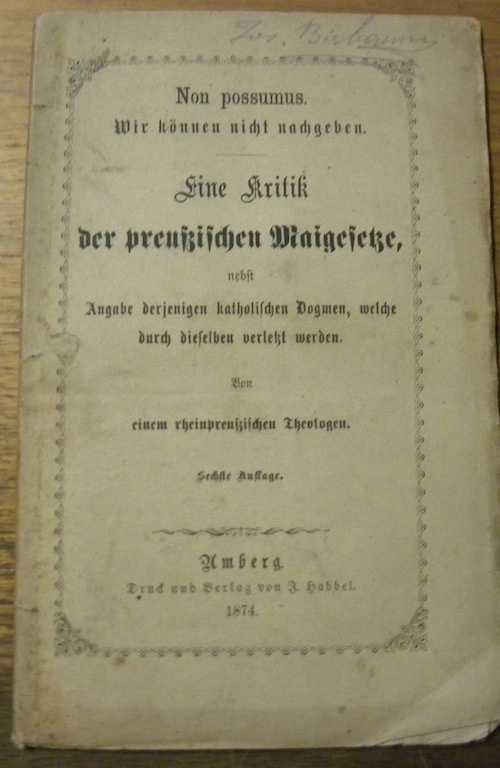 Jos.
Non possumus.
Wir können nicht nachgeben.
Eine Kritik
der preußischen Maigesetze,
nebst
Angabe derjenigen katholischen Dogmen, welche
durch dieselben verletzt werden.
Von
einem rheinpreußischen Theologen.
Sechste Auflage.
Amberg.
Druck und Verlag von J. Habbel.
1874.